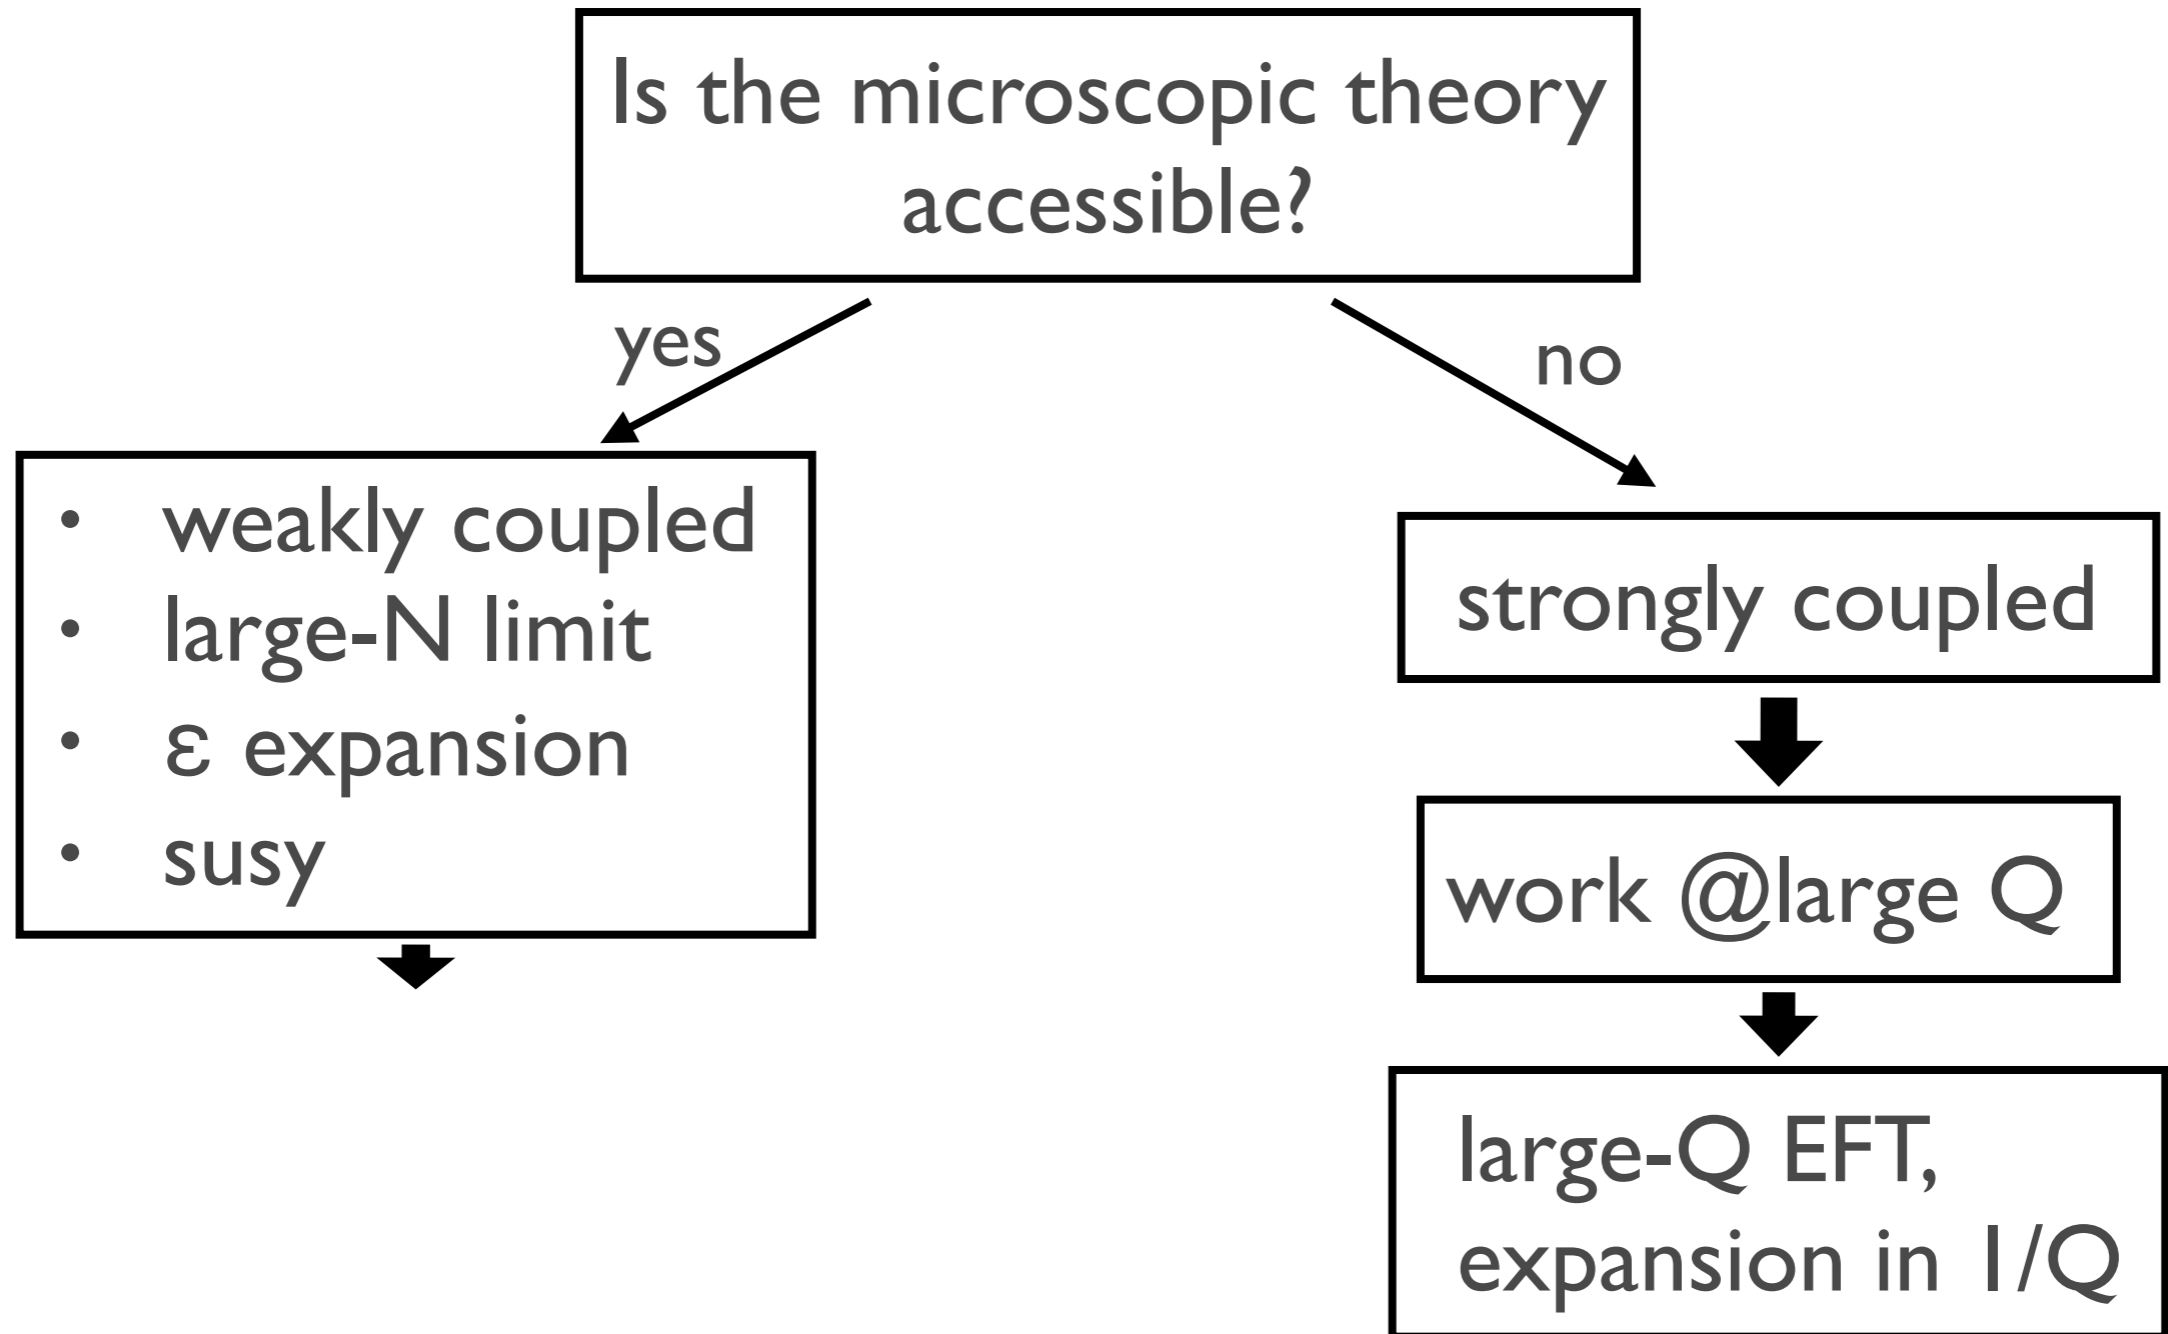 Is the microscopic theory
accessible?
yes
no
• weakly coupled
• large-N limit
• ε expansion
• susy
strongly coupled
work @large Q
large-Q EFT,
expansion in 1/Q